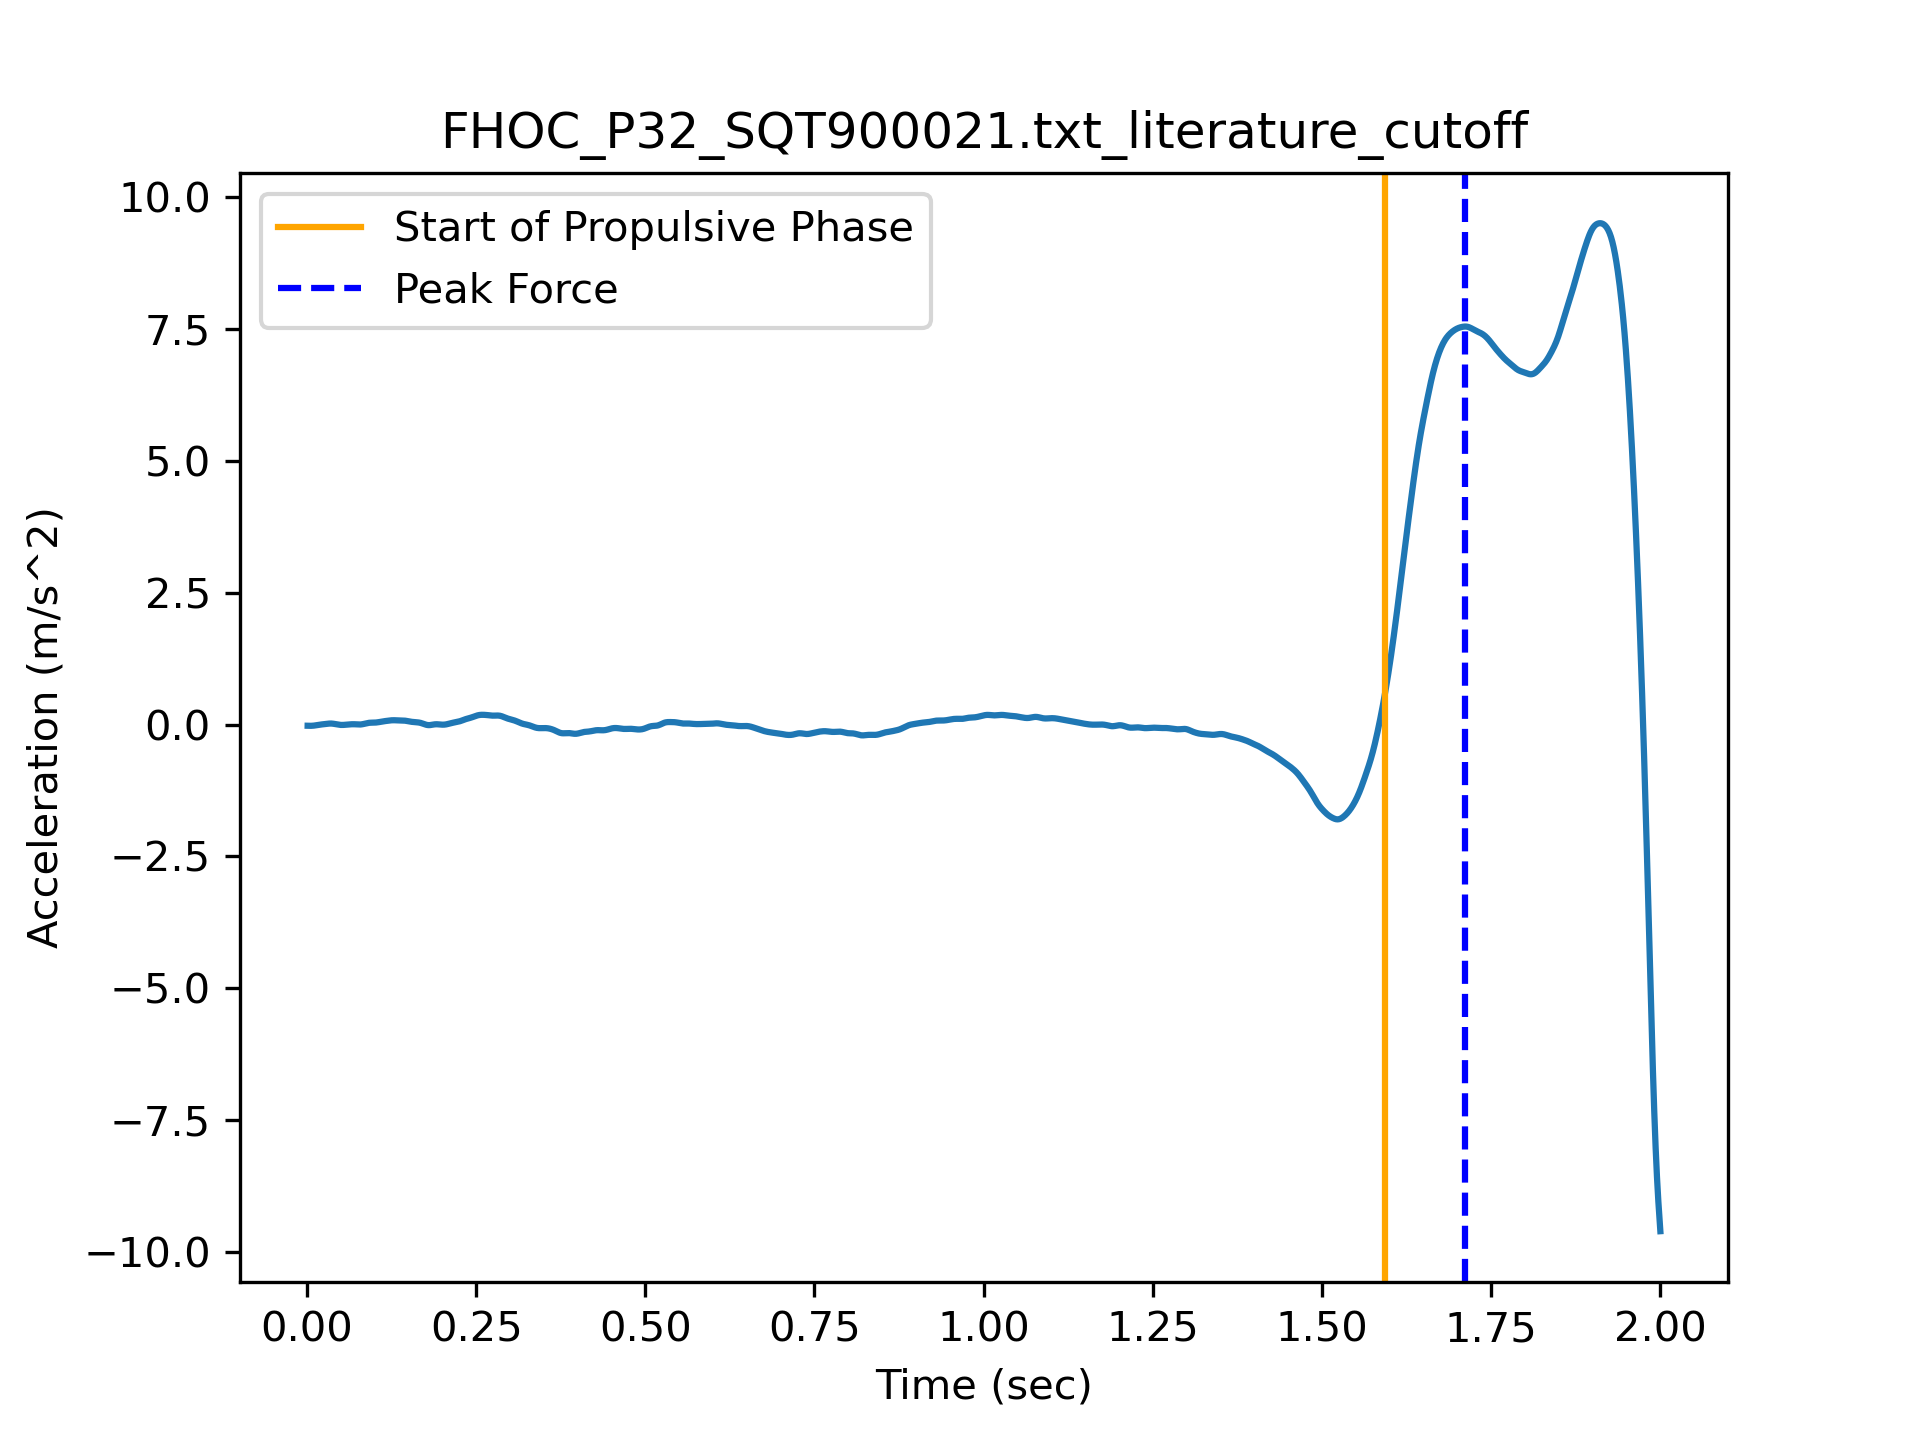 FHOC_P32_SQT900021.txt_literature_cutoff
Start of Propulsive Phase
Peak Force
10.0
7.5
5.0
2.5
0.0
−2.5
−5.0
−7.5
−10.0
Acceleration (m/s^2)
0.00 0.25 0.50 0.75 1.00 1.25 1.50 1.75 2.00
Time (sec)